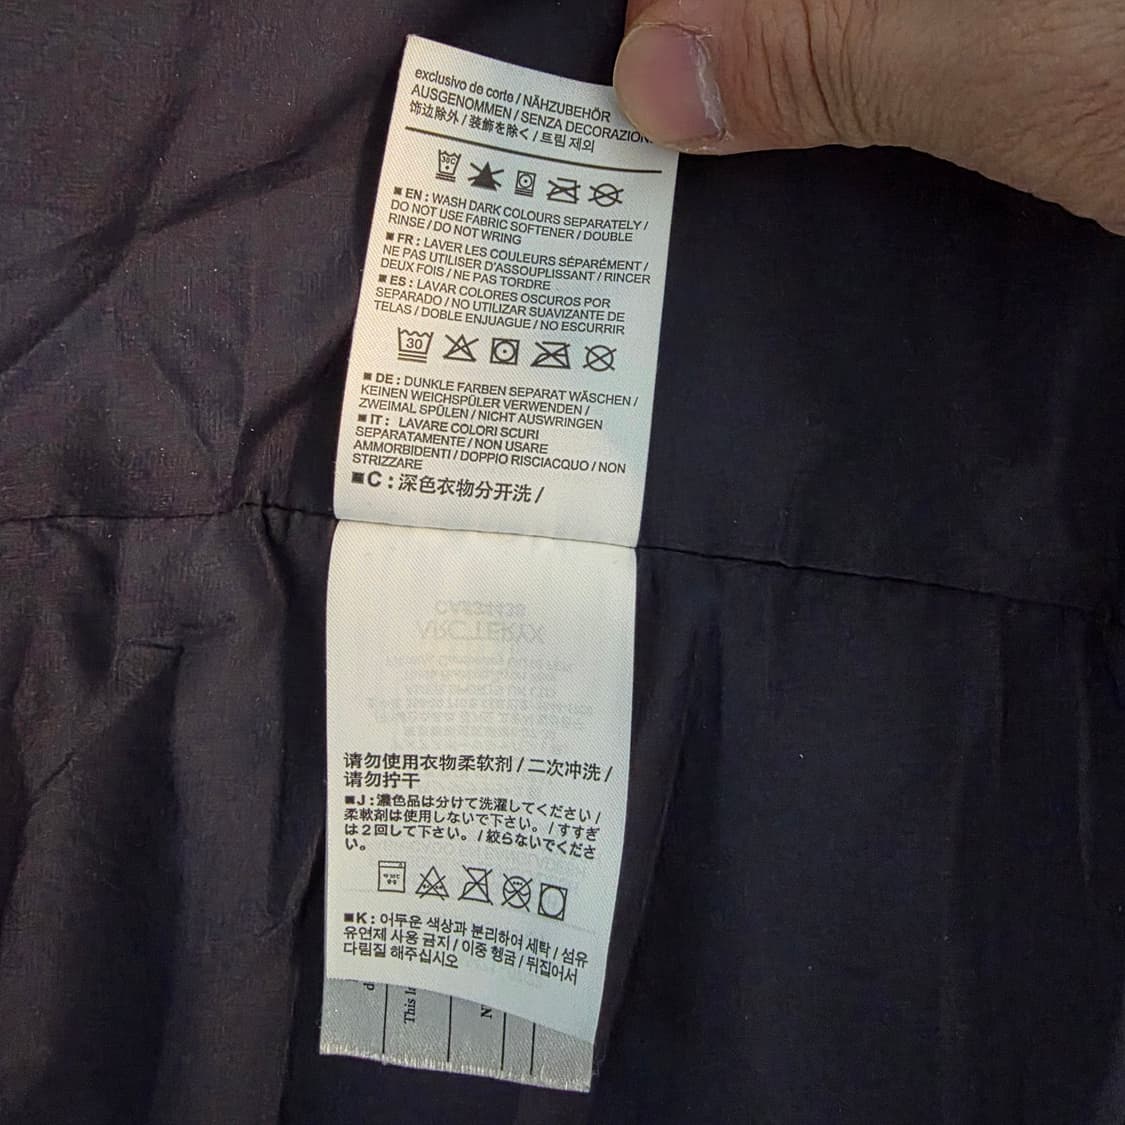 exclusivo de corte / NÄHZUBEHÖR
AUSGENOMMEN / SENZA DECORAZION
饰边除外 / 装飾を除く / 트림 제외
30C
■ EN : WASH DARK COLOURS SEPARATELY /
DO NOT USE FABRIC SOFTENER / DOUBLE
RINSE / DO NOT WRING
■ FR : LAVER LES COULEURS SÉPARÉMENT /
NE PAS UTILISER D'ASSOUPLISSANT / RINCER
DEUX FOIS / NE PAS TORDRE
■ ES : LAVAR COLORES OSCUROS POR
SEPARADO / NO UTILIZAR SUAVIZANTE DE
TELAS / DOBLE ENJUAGUE / NO ESCURRIR
30
■ DE : DUNKLE FARBEN SEPARAT WÄSCHEN /
KEINEN WEICHSPÜLER VERWENDEN /
ZWEIMAL SPÜLEN / NICHT AUSWRINGEN
■ IT : LAVARE COLORI SCURI
SEPARATAMENTE / NON USARE
AMMORBIDENTI / DOPPIO RISCIACQUO / NON
STRIZZARE
■C : 深色衣物分开洗 /
ARC'TERYX
请勿使用衣物柔软剂 / 二次冲洗 /
请勿拧干
■J : 濃色品は分けて洗濯してください /
柔軟剤は使用しないで下さい。 / すすぎ
は２回して下さい。 / 絞らないでくださ
い。
■K : 어두운 색상과 분리하여 세탁 / 섬유
유연제 사용 금지 / 이중 헹굼 / 뒤집어서
다림질 해주십시오
This